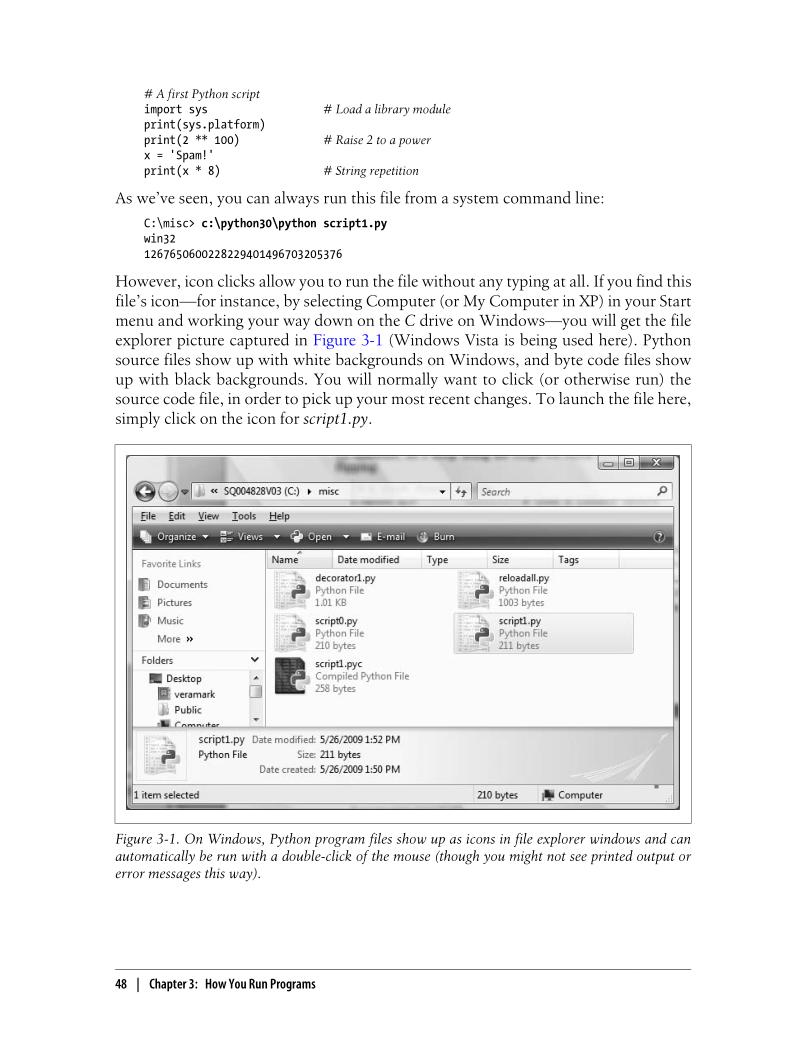 # A first Python script
import sys # Load a library module
print(sys.platform)
print(2 ** 100) # Raise 2 to a power
x = 'Spam!'
print(x * 8) # String repetition
As we’ve seen, you can always run this file from a system command line:
C:\misc> c:\python30\python script1.py
win32
1267650600228229401496703205376
However, icon clicks allow you to run the file without any typing at all. If you find this
file’s icon—for instance, by selecting Computer (or My Computer in XP) in your Start
menu and working your way down on the C drive on Windows—you will get the file
explorer picture captured in Figure 3-1 (Windows Vista is being used here). Python
source files show up with white backgrounds on Windows, and byte code files show
up with black backgrounds. You will normally want to click (or otherwise run) the
source code file, in order to pick up your most recent changes. To launch the file here,
simply click on the icon for script1.py.
« SQ004828V03 (C:) ▸ misc Search
File Edit View Tools Help
Organize Views Open E-mail Burn
Favorite Links
Documents
Pictures
Music
More »
Folders
Desktop
veramark
Public
Computer
Name Date modified Type Size Tags
decorator1.py
Python File
1.01 KB
reloadall.py
Python File
1003 bytes
script0.py
Python File
210 bytes
script1.py
Python File
211 bytes
script1.pyc
Compiled Python File
258 bytes
script1.py Date modified: 5/26/2009 1:52 PM
Python File Size: 211 bytes
Date created: 5/26/2009 1:50 PM
1 item selected 210 bytes Computer
Figure 3-1. On Windows, Python program files show up as icons in file explorer windows and can
automatically be run with a double-click of the mouse (though you might not see printed output or
error messages this way).
48 | Chapter 3: How You Run Programs